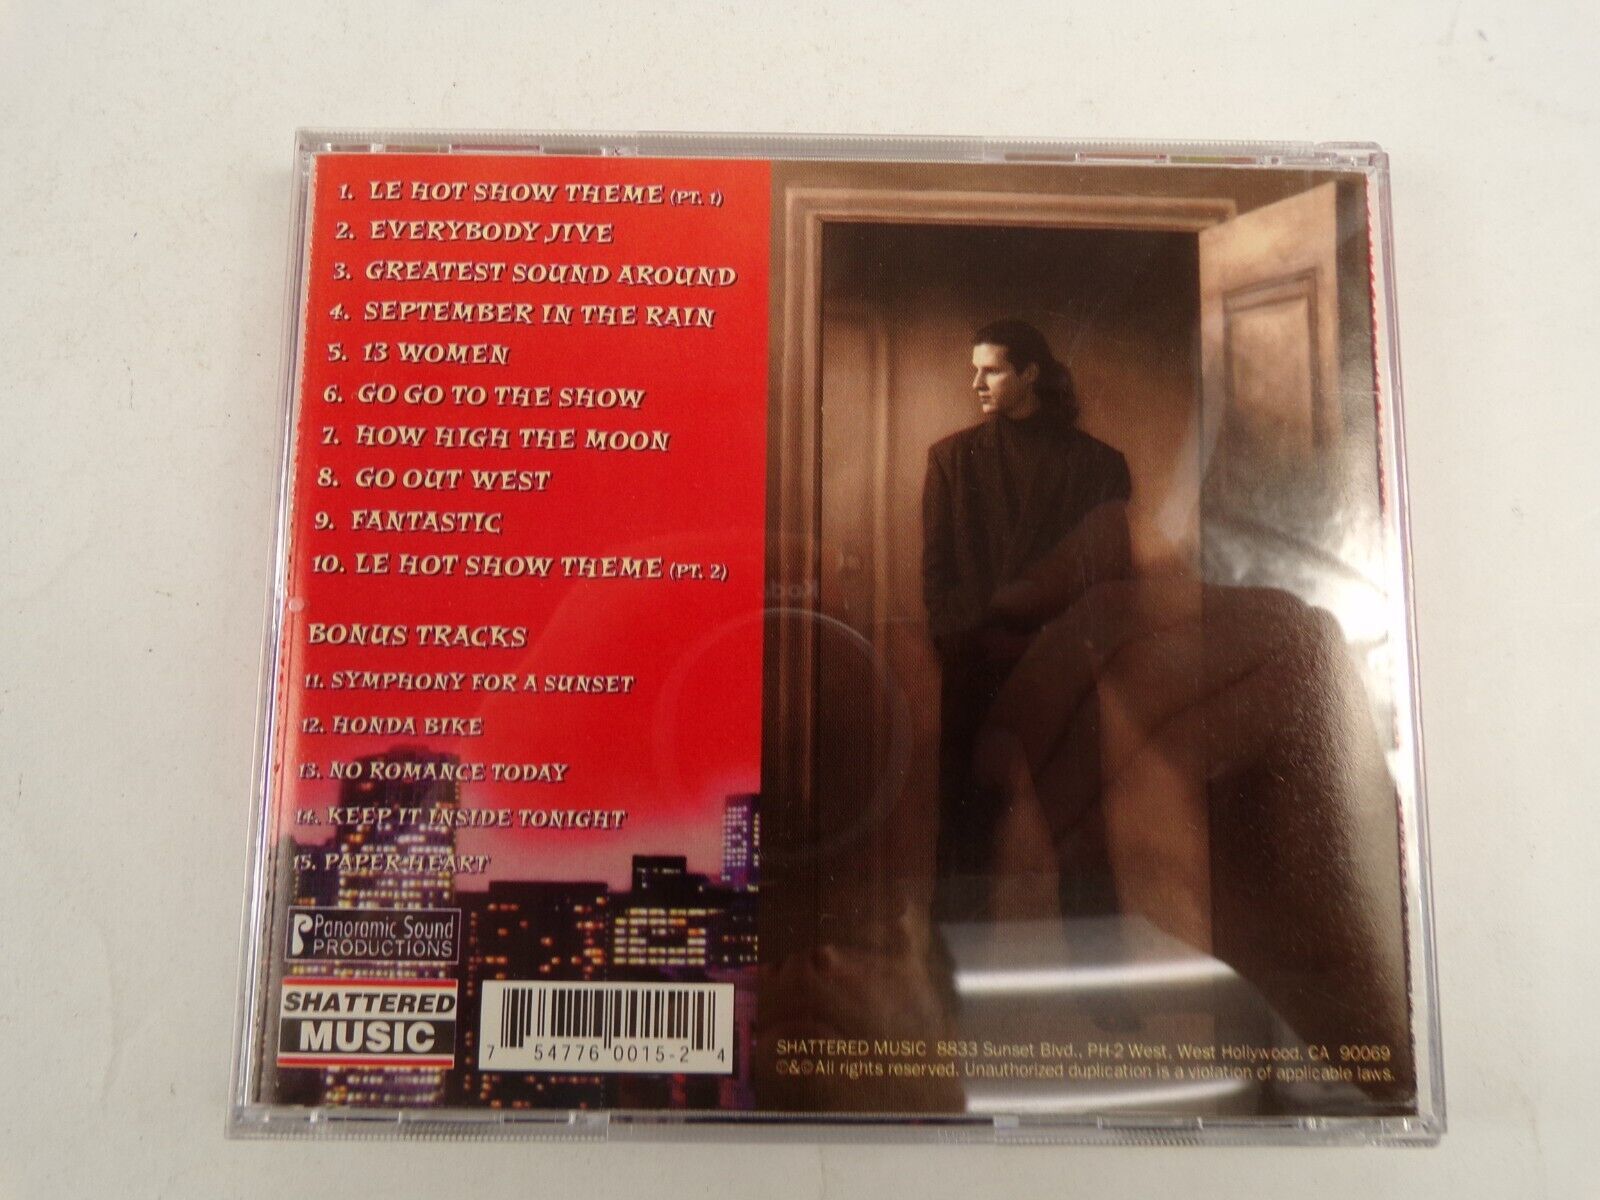 1. LE HOT SHOW THEME (PT. 1)
2. EVERYBODY JIVE
3. GREATEST SOUND AROUND
4. SEPTEMBER IN THE RAIN
5. 13 WOMEN
6. GO GO TO THE SHOW
7. HOW HIGH THE MOON
8. GO OUT WEST
9. FANTASTIC
10. LE HOT SHOW THEME (PT. 2)
BONUS TRACKS
11. SYMPHONY FOR A SUNSET
12. HONDA BIKE
13. NO ROMANCE TODAY
14. KEEP IT INSIDE TONIGHT
15. PAPER HEART
Panoramic Sound
PRODUCTIONS
SHATTERED
MUSIC
7 54776 0015-2 4
SHATTERED MUSIC 8833 Sunset Blvd., PH-2 West, West Hollywood, CA 90069
©&©All rights reserved. Unauthorized duplication is a violation of applicable laws.